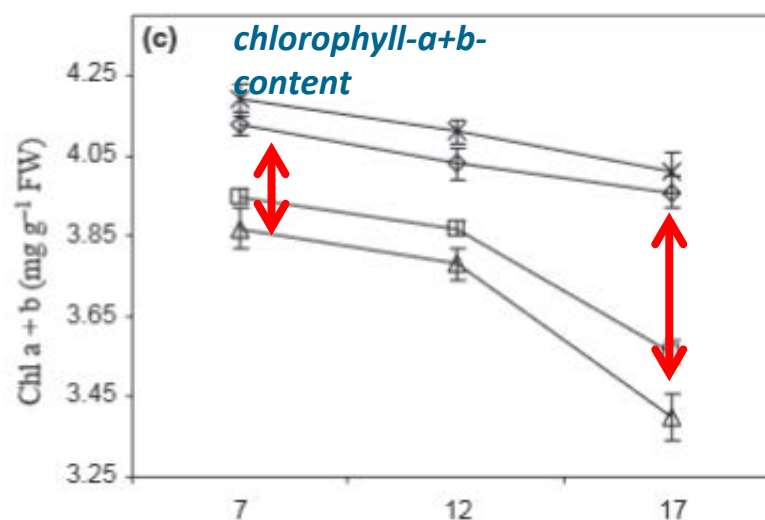 (c) chlorophyll-a+b-
content
Chl a + b (mg g⁻¹ FW)
4.25
4.05
3.85
3.65
3.45
3.25
7 12 17